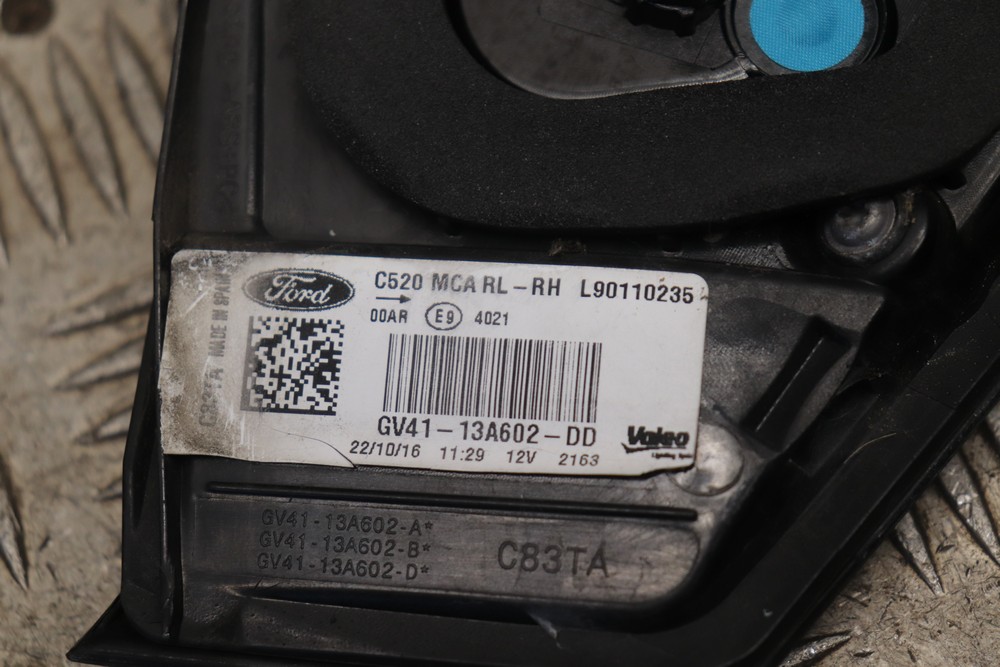 Ford
C520 MCA RL-RH L90110235
00AR E9 4021
MADE IN SPAIN
GV41-13A602-DD
22/10/16 11:29 12V 2163
Valeo
GV41-13A602-A*
GV41-13A602-B*
GV41-13A602-D*
C83TA